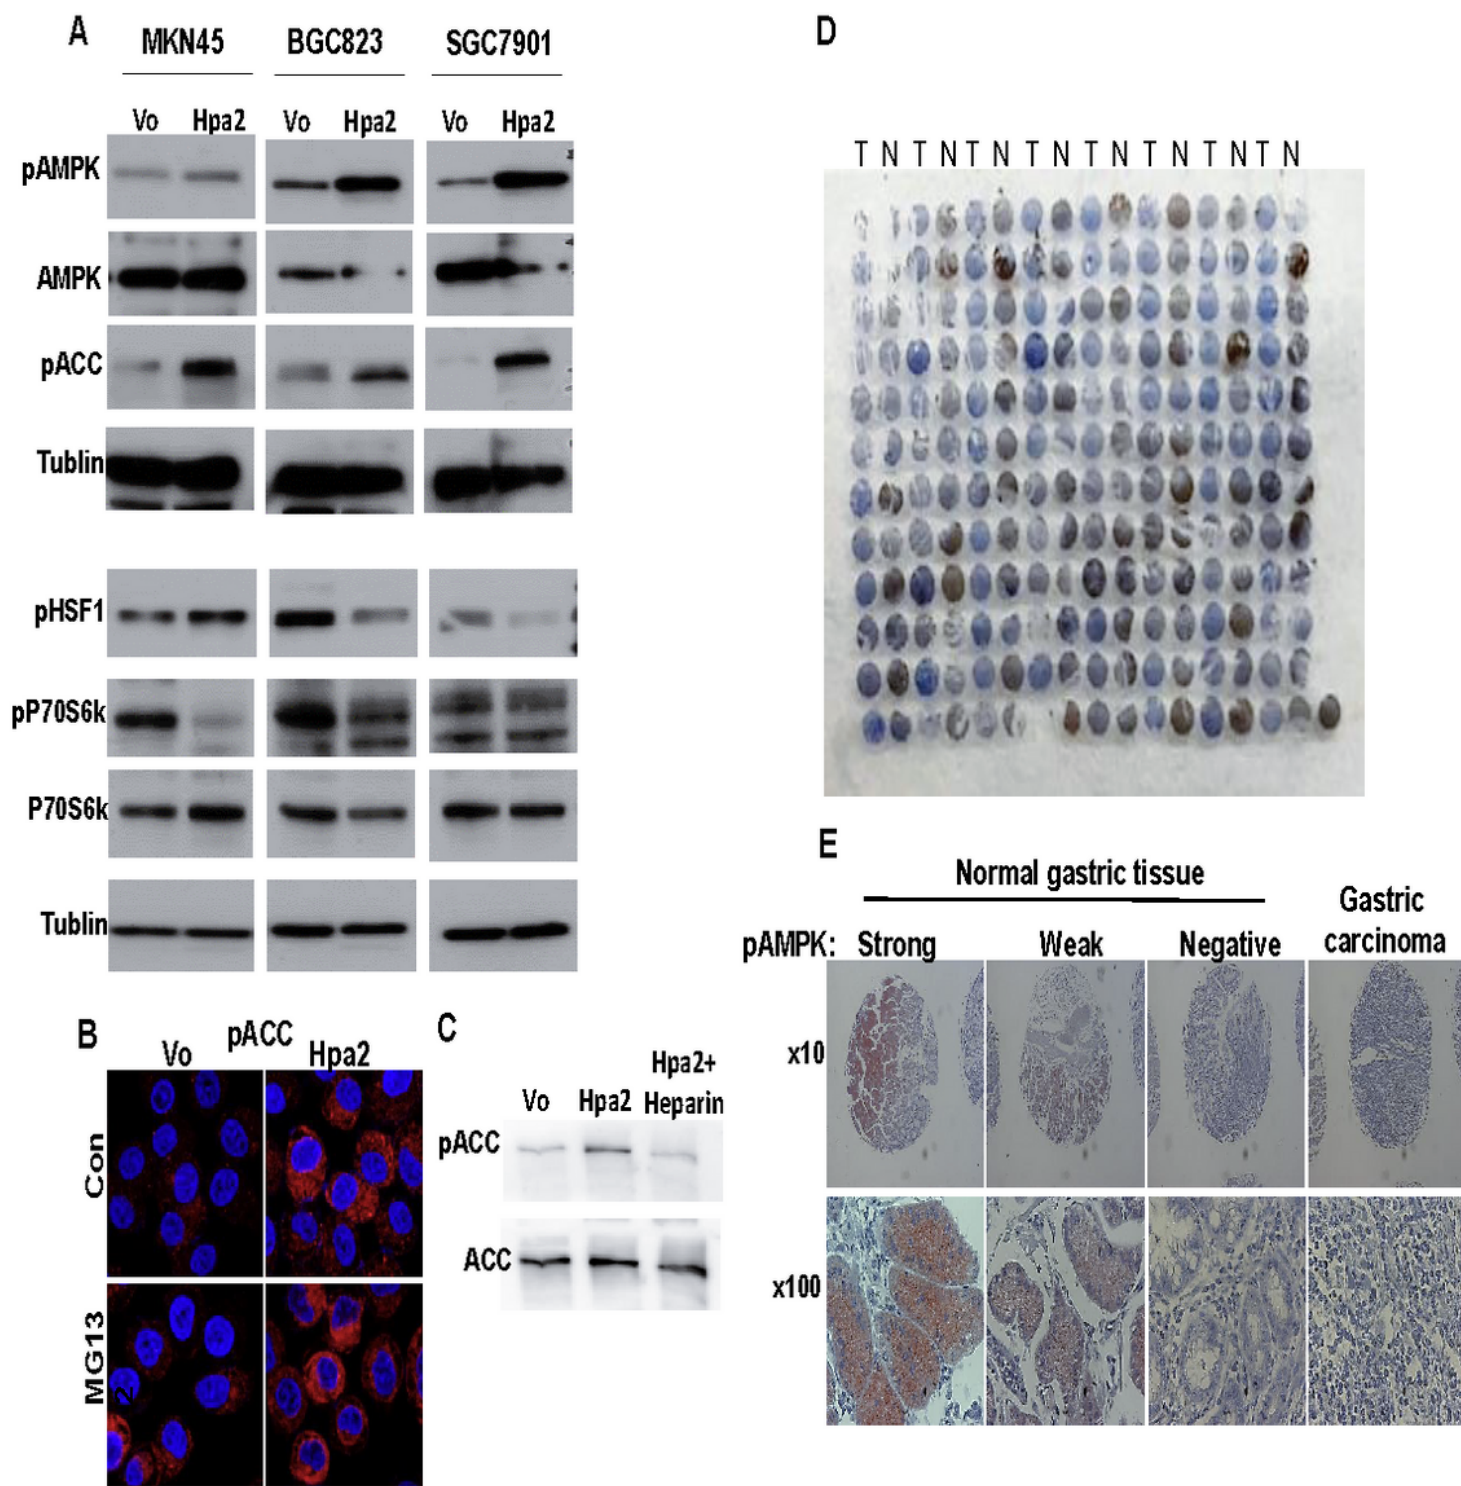 A
MKN45 BGC823 SGC7901
Vo Hpa2 Vo Hpa2 Vo Hpa2
pAMPK
AMPK
pACC
Tublin
pHSF1
pP70S6k
P70S6k
Tublin
B
pACC
Vo Hpa2
Con
MG13
2
C
Vo Hpa2 Hpa2+
Heparin
pACC
ACC
D
T N T N T N T N T N T N T N T N
E
Normal gastric tissue
Gastric
carcinoma
pAMPK: Strong Weak Negative
x10
x100